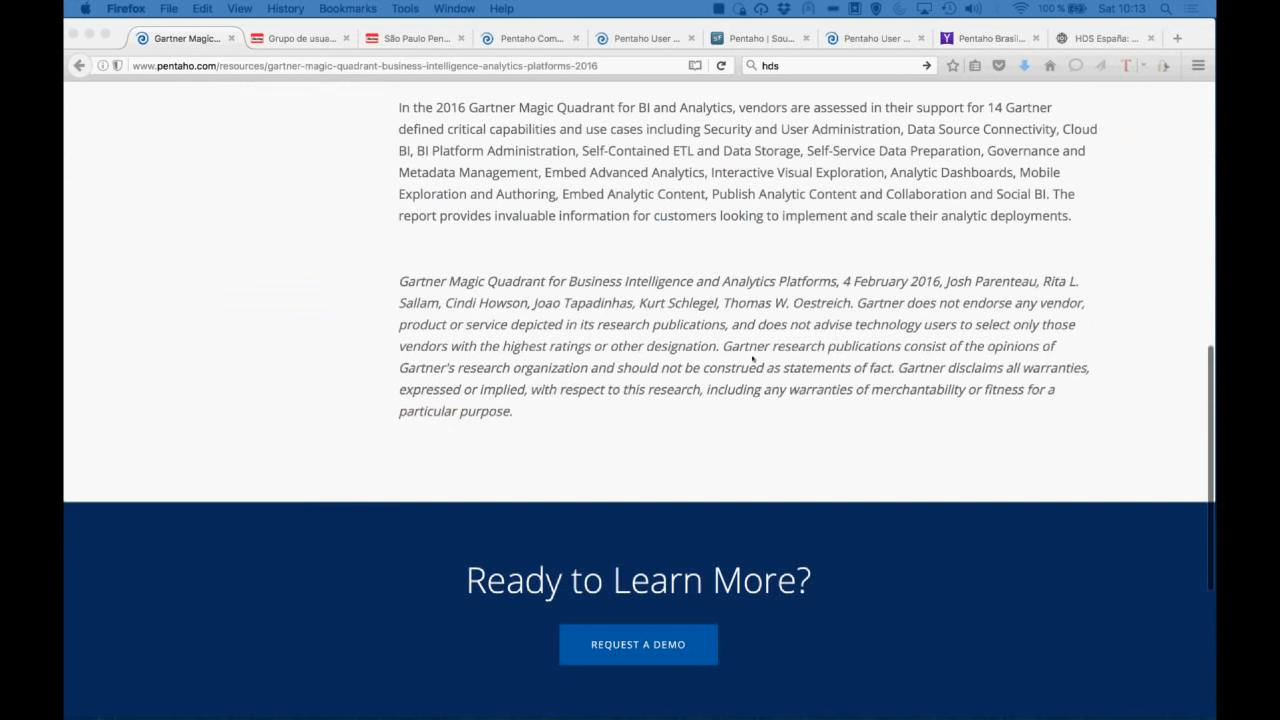 Firefox File Edit View History Bookmarks Tools Window Help 100 % Sat 10:13
Gartner Magic... Grupo de usua... São Paulo Pen... Pentaho Com... Pentaho User ... Pentaho | Sou... Pentaho User ... Pentaho Brasil... HDS España: ...
www.pentaho.com/resources/gartner-magic-quadrant-business-intelligence-analytics-platforms-2016 hds
In the 2016 Gartner Magic Quadrant for BI and Analytics, vendors are assessed in their support for 14 Gartner
defined critical capabilities and use cases including Security and User Administration, Data Source Connectivity, Cloud
BI, BI Platform Administration, Self-Contained ETL and Data Storage, Self-Service Data Preparation, Governance and
Metadata Management, Embed Advanced Analytics, Interactive Visual Exploration, Analytic Dashboards, Mobile
Exploration and Authoring, Embed Analytic Content, Publish Analytic Content and Collaboration and Social BI. The
report provides invaluable information for customers looking to implement and scale their analytic deployments.
Gartner Magic Quadrant for Business Intelligence and Analytics Platforms, 4 February 2016, Josh Parenteau, Rita L.
Sallam, Cindi Howson, Joao Tapadinhas, Kurt Schlegel, Thomas W. Oestreich. Gartner does not endorse any vendor,
product or service depicted in its research publications, and does not advise technology users to select only those
vendors with the highest ratings or other designation. Gartner research publications consist of the opinions of
Gartner's research organization and should not be construed as statements of fact. Gartner disclaims all warranties,
expressed or implied, with respect to this research, including any warranties of merchantability or fitness for a
particular purpose.
Ready to Learn More?
REQUEST A DEMO